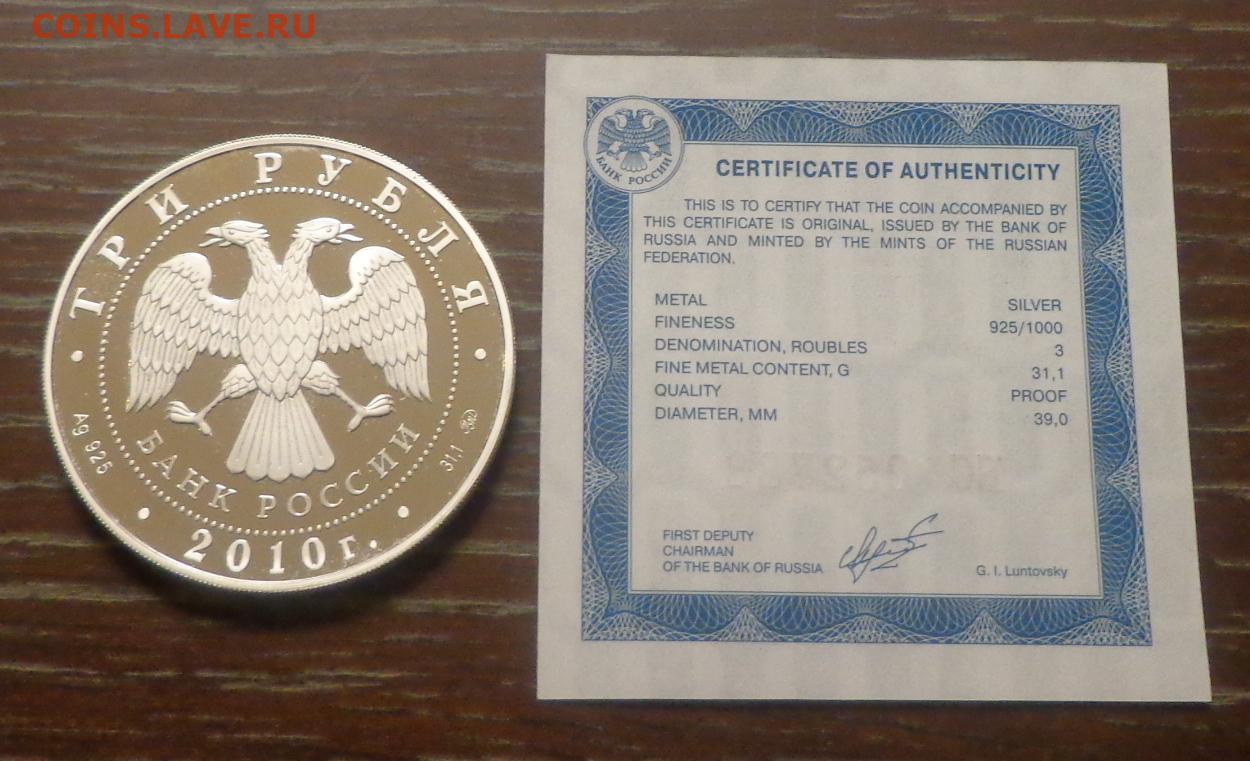 COINS.LAVE.RU
ТРИ РУБЛЯ
Ag 925
БАНК РОССИИ
31,1
2010 г.
БАНК РОССИИ
CERTIFICATE OF AUTHENTICITY
THIS IS TO CERTIFY THAT THE COIN ACCOMPANIED BY
THIS CERTIFICATE IS ORIGINAL, ISSUED BY THE BANK OF
RUSSIA AND MINTED BY THE MINTS OF THE RUSSIAN
FEDERATION.
METAL SILVER
FINENESS 925/1000
DENOMINATION, ROUBLES 3
FINE METAL CONTENT, G 31,1
QUALITY PROOF
DIAMETER, MM 39,0
FIRST DEPUTY
CHAIRMAN
OF THE BANK OF RUSSIA
G. I. Luntovsky